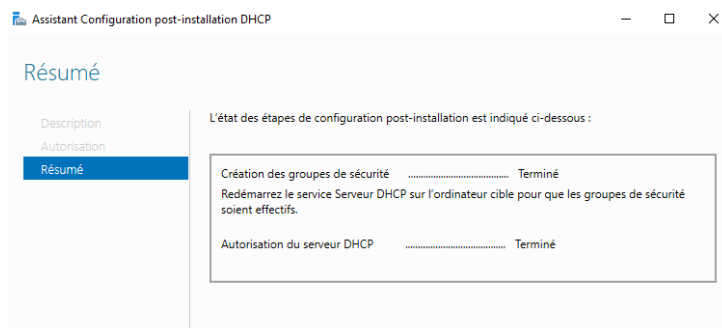 Assistant Configuration post-installation DHCP
Résumé
Description
Autorisation
Résumé
L'état des étapes de configuration post-installation est indiqué ci-dessous :
Création des groupes de sécurité ..................................... Terminé
Redémarrez le service Serveur DHCP sur l'ordinateur cible pour que les groupes de sécurité
soient effectifs.
Autorisation du serveur DHCP ..................................... Terminé